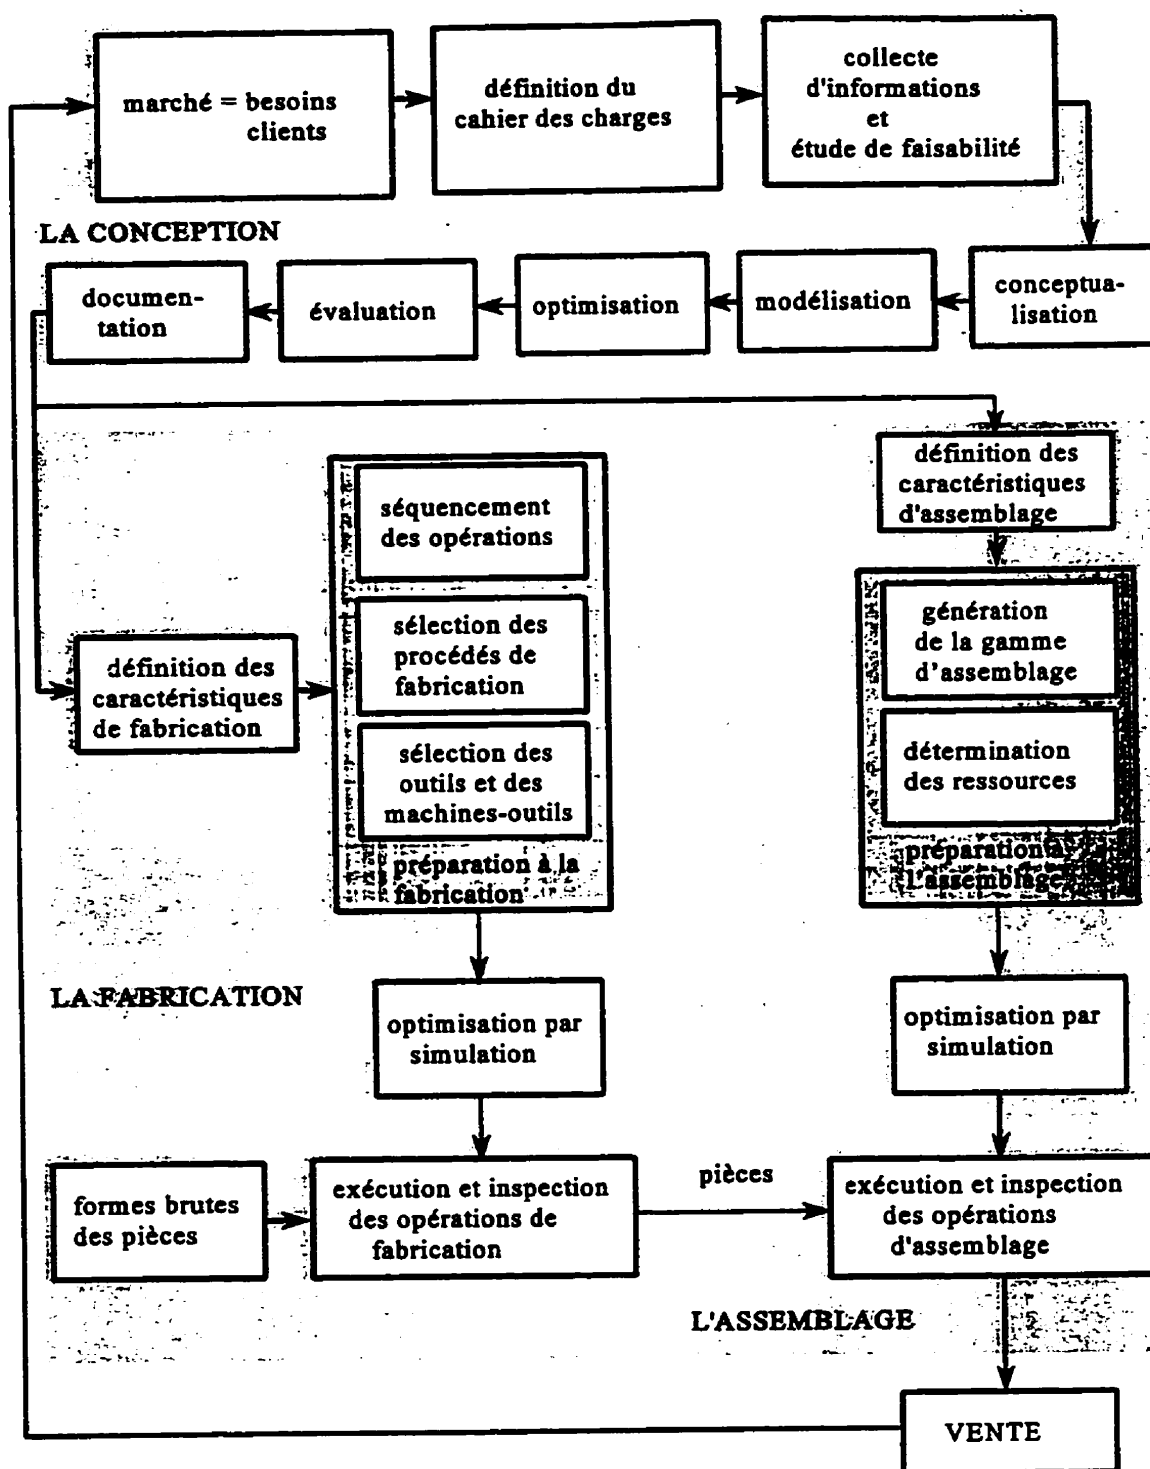 marché = besoins
clients
définition du
cahier des charges
collecte
d'informations
et
étude de faisabilité
LA CONCEPTION
documen-
tation
évaluation
optimisation
modélisation
conceptua-
lisation
définition des
caractéristiques
d'assemblage
séquencement
des opérations
génération
de la gamme
d'assemblage
sélection des
procédés de
fabrication
définition des
caractéristiques
de fabrication
détermination
des ressources
sélection des
outils et des
machines-outils
préparation à la
fabrication
préparation à
L'assemblage
LA FABRICATION
optimisation par
simulation
optimisation par
simulation
formes brutes
des pièces
exécution et inspection
des opérations de
fabrication
pièces
exécution et inspection
des opérations
d'assemblage
L'ASSEMBLAGE
VENTE